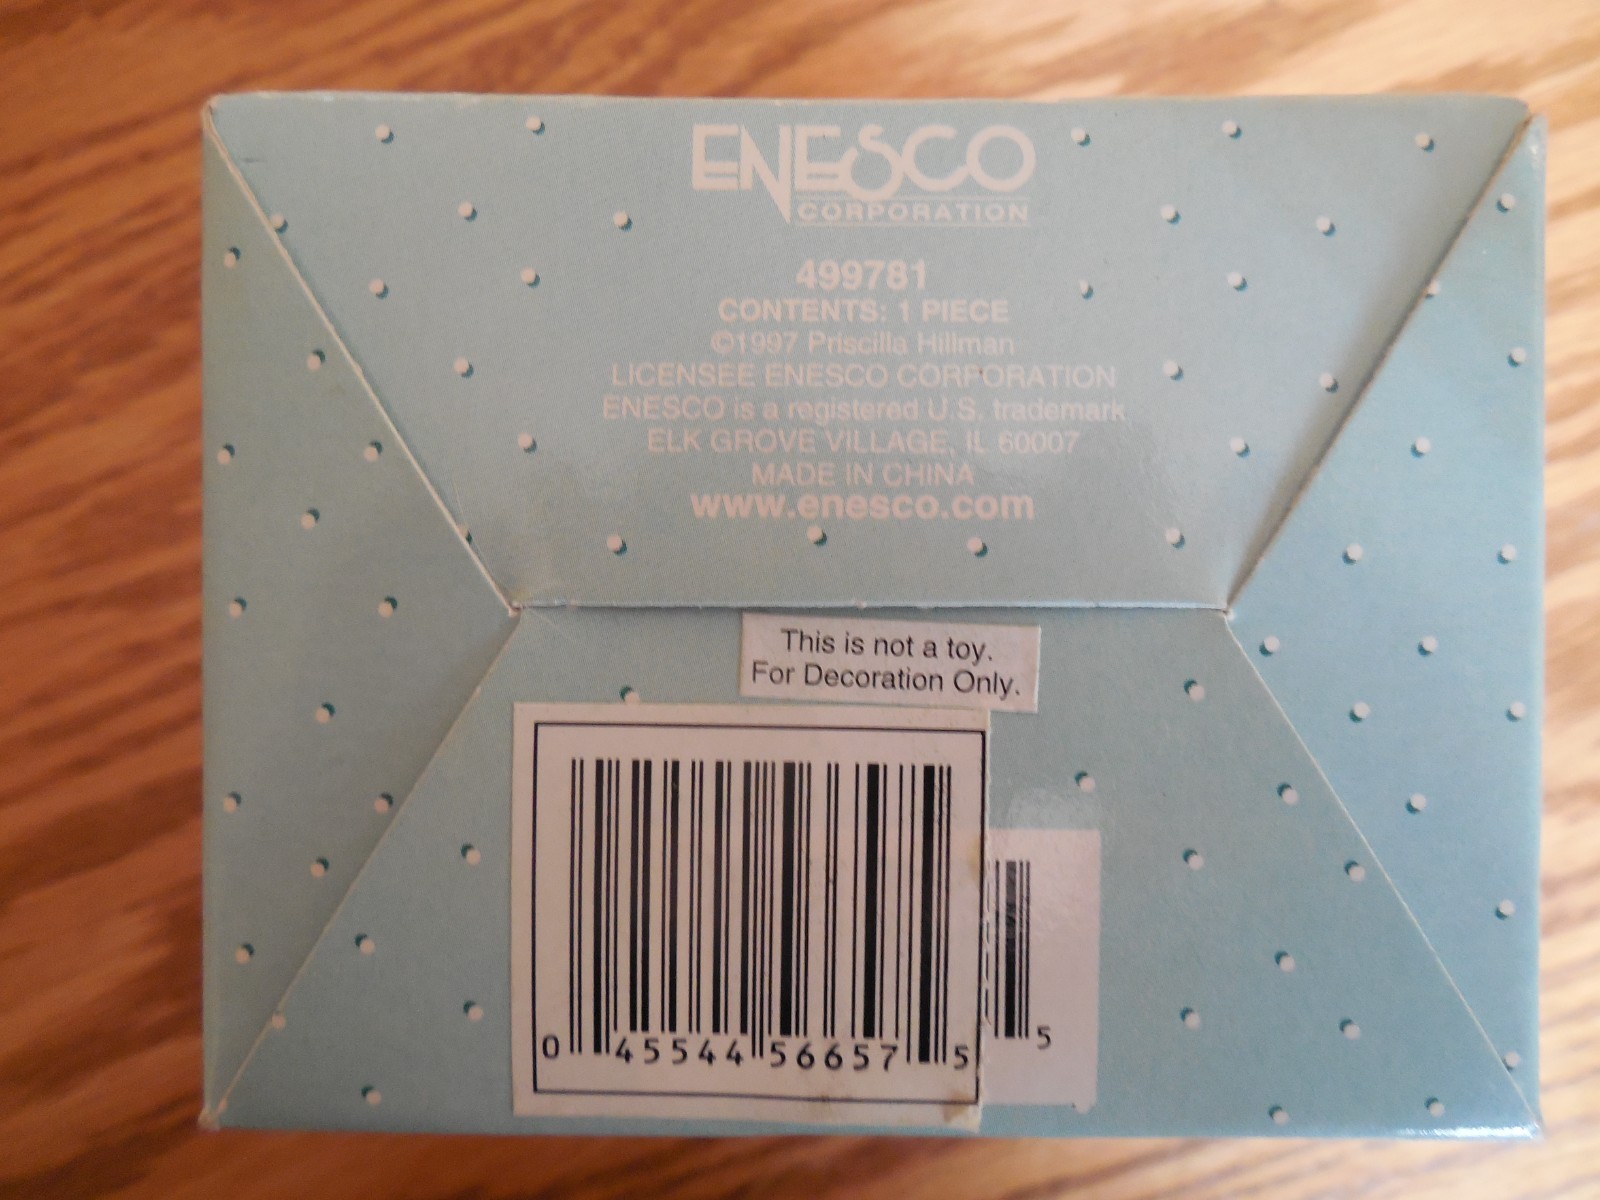 ENESCO
CORPORATION
499781
CONTENTS: 1 PIECE
©1997 Priscilla Hillman
LICENSEE ENESCO CORPORATION
ENESCO is a registered U.S. trademark
ELK GROVE VILLAGE, IL 60007
MADE IN CHINA
www.enesco.com
This is not a toy.
For Decoration Only.
0 45544 56657 5
5